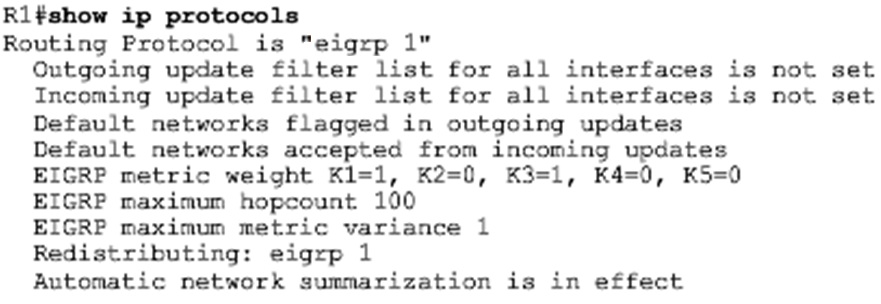 R1#show ip protocols
Routing Protocol is "eigrp 1"
Outgoing update filter list for all interfaces is not set
Incoming update filter list for all interfaces is not set
Default networks flagged in outgoing updates
Default networks accepted from incoming updates
EIGRP metric weight K1=1, K2=0, K3=1, K4=0, K5=0
EIGRP maximum hopcount 100
EIGRP maximum metric variance 1
Redistributing: eigrp 1
Automatic network summarization is in effect